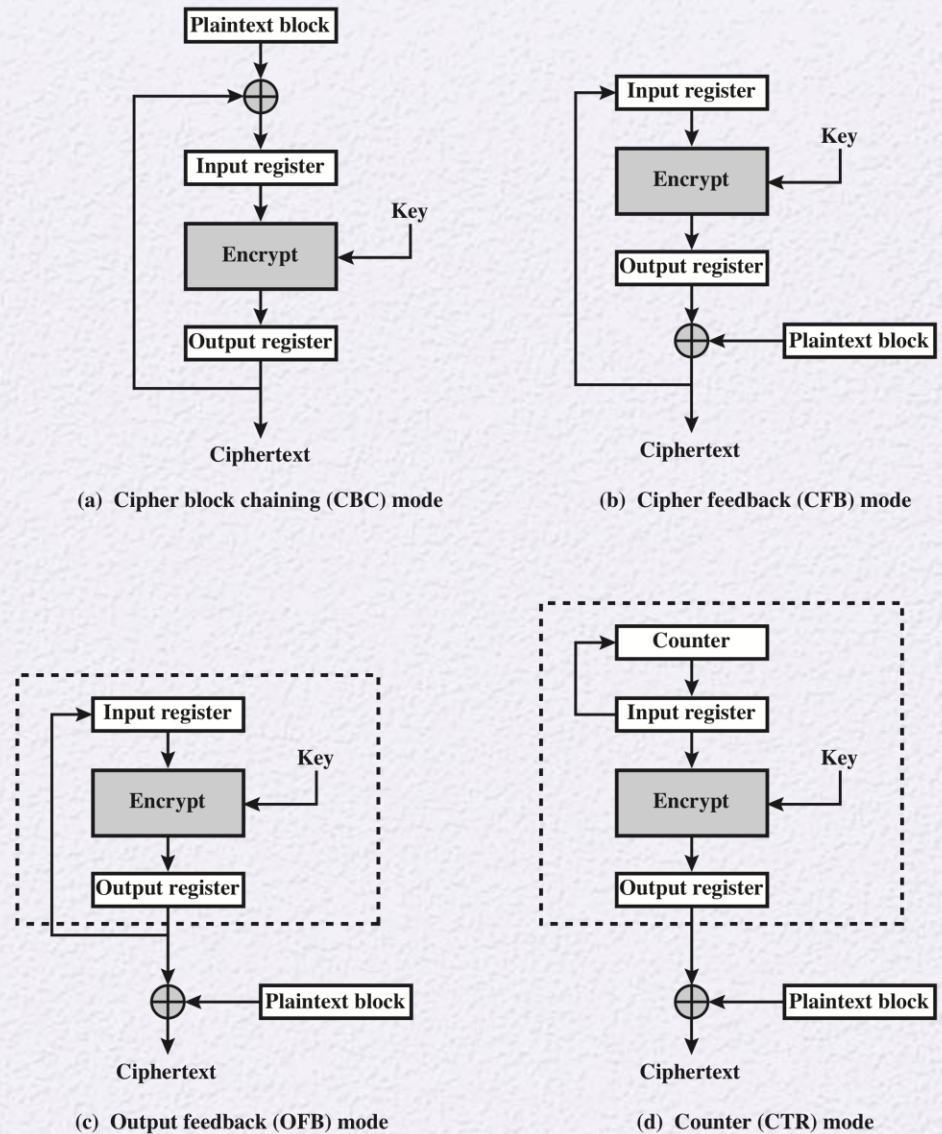 Plaintext block
Input register
Key
Encrypt
Output register
Ciphertext
(a) Cipher block chaining (CBC) mode
Input register
Key
Encrypt
Output register
Plaintext block
Ciphertext
(b) Cipher feedback (CFB) mode
Input register
Key
Encrypt
Output register
Plaintext block
Ciphertext
(c) Output feedback (OFB) mode
Counter
Input register
Key
Encrypt
Output register
Plaintext block
Ciphertext
(d) Counter (CTR) mode